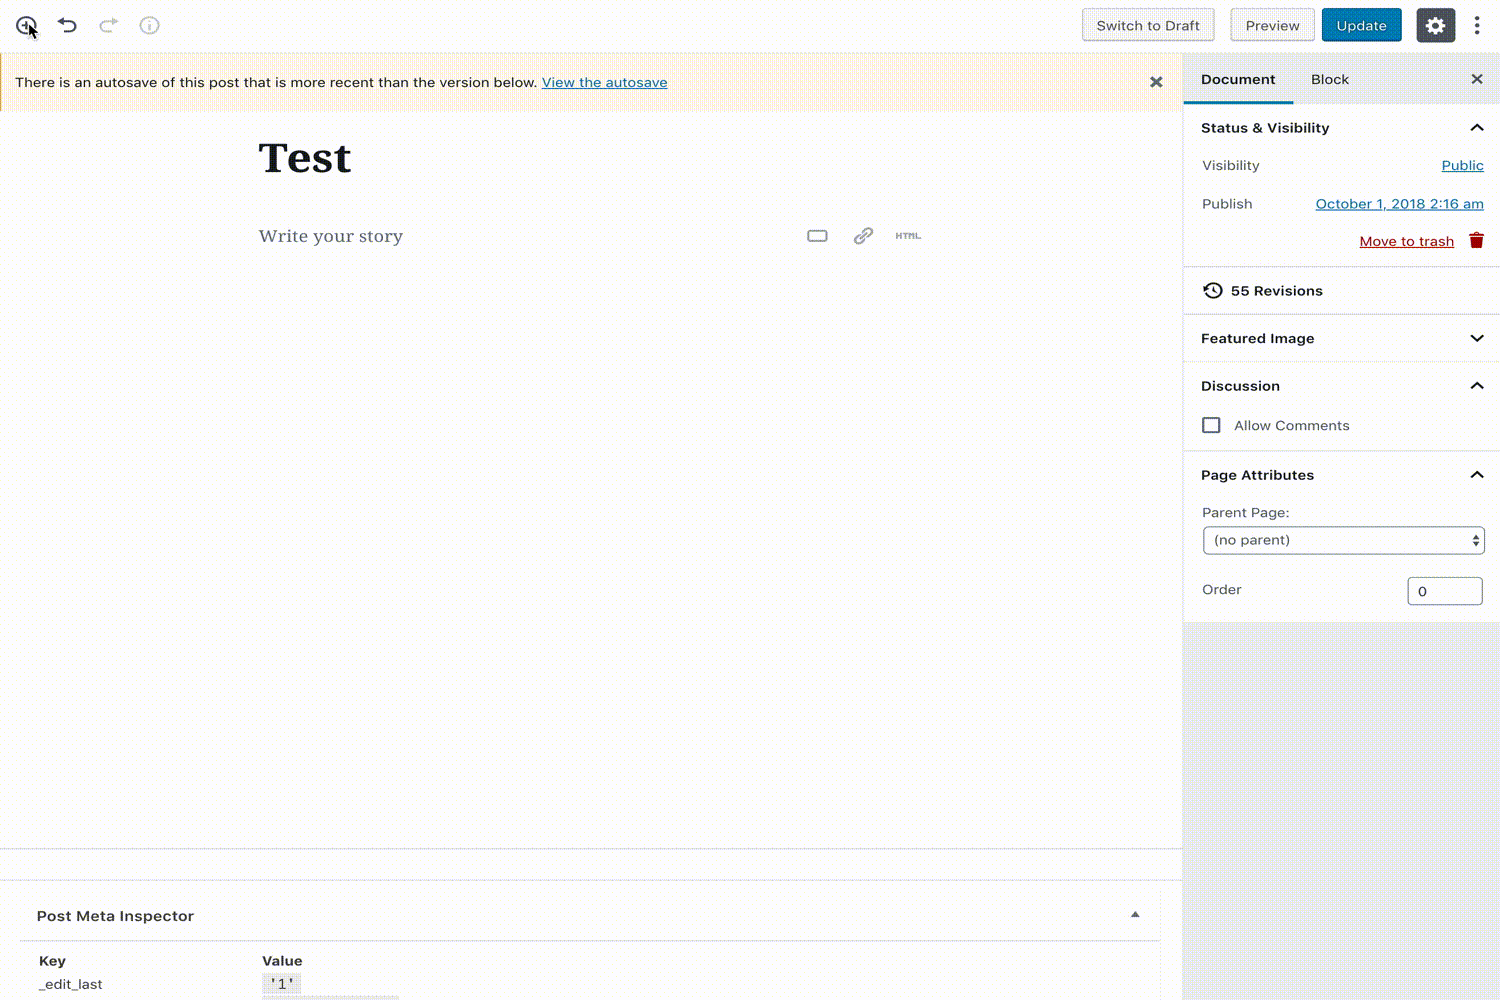 Switch to Draft Preview Update
There is an autosave of this post that is more recent than the version below. View the autosave
Test
Write your story HTML
Document Block
Status & Visibility
Visibility Public
Publish October 1, 2018 2:16 am
Move to trash
55 Revisions
Featured Image
Discussion
Allow Comments
Page Attributes
Parent Page:
(no parent)
Order 0
Post Meta Inspector
Key Value
_edit_last '1'